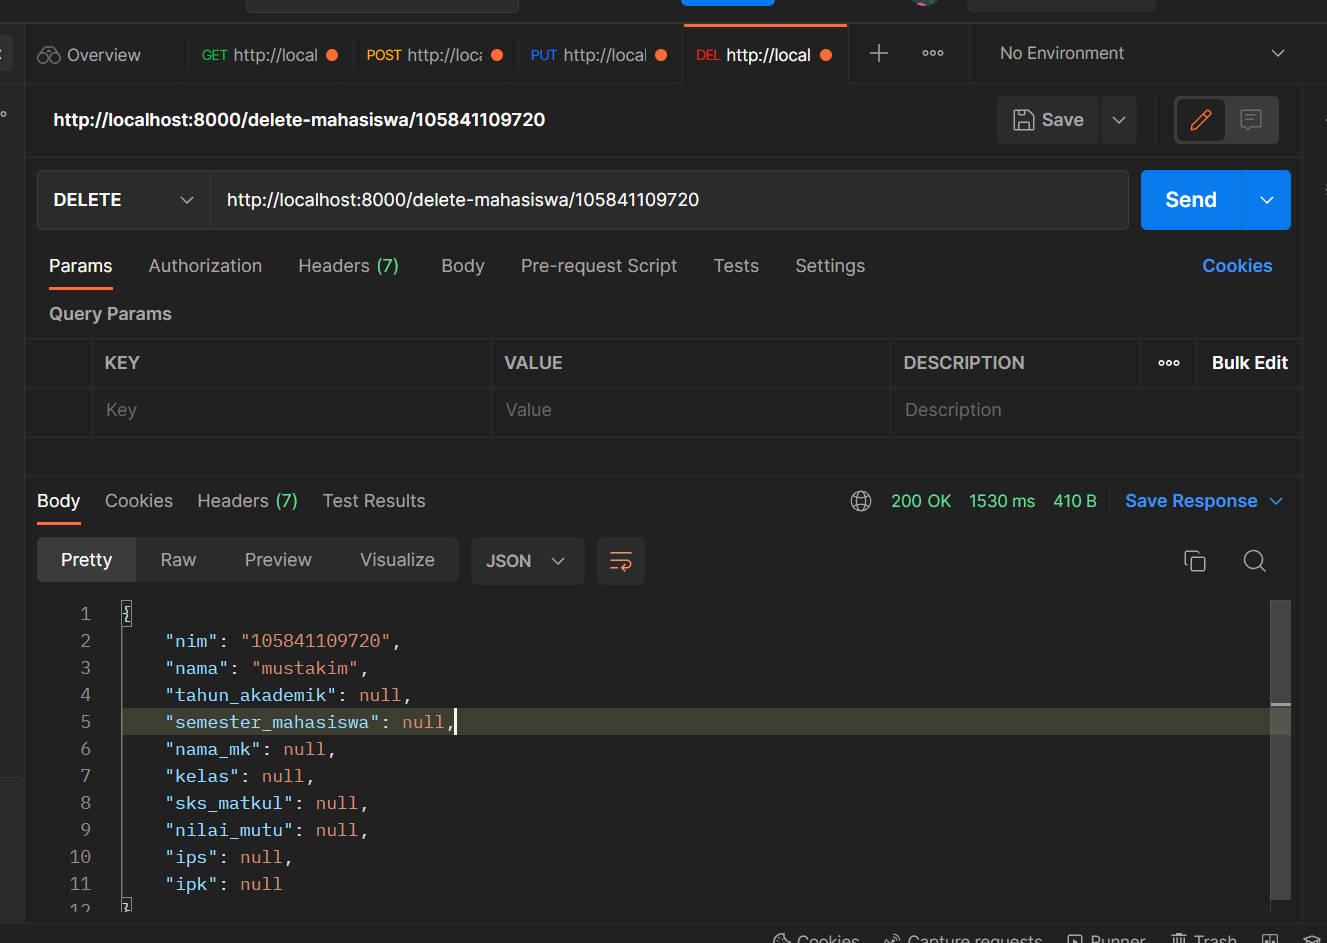 Overview
GET http://local
POST http://loca
PUT http://local
DEL http://local
No Environment
http://localhost:8000/delete-mahasiswa/105841109720
Save
DELETE
http://localhost:8000/delete-mahasiswa/105841109720
Send
Params Authorization Headers (7) Body Pre-request Script Tests Settings Cookies
Query Params
KEY VALUE DESCRIPTION Bulk Edit
Key Value Description
Body Cookies Headers (7) Test Results 200 OK 1530 ms 410 B Save Response
Pretty Raw Preview Visualize JSON
1 {
2 "nim": "105841109720",
3 "nama": "mustakim",
4 "tahun_akademik": null,
5 "semester_mahasiswa": null,
6 "nama_mk": null,
7 "kelas": null,
8 "sks_matkul": null,
9 "nilai_mutu": null,
10 "ips": null,
11 "ipk": null
12 }
Cookies Capture requests Runner Trash